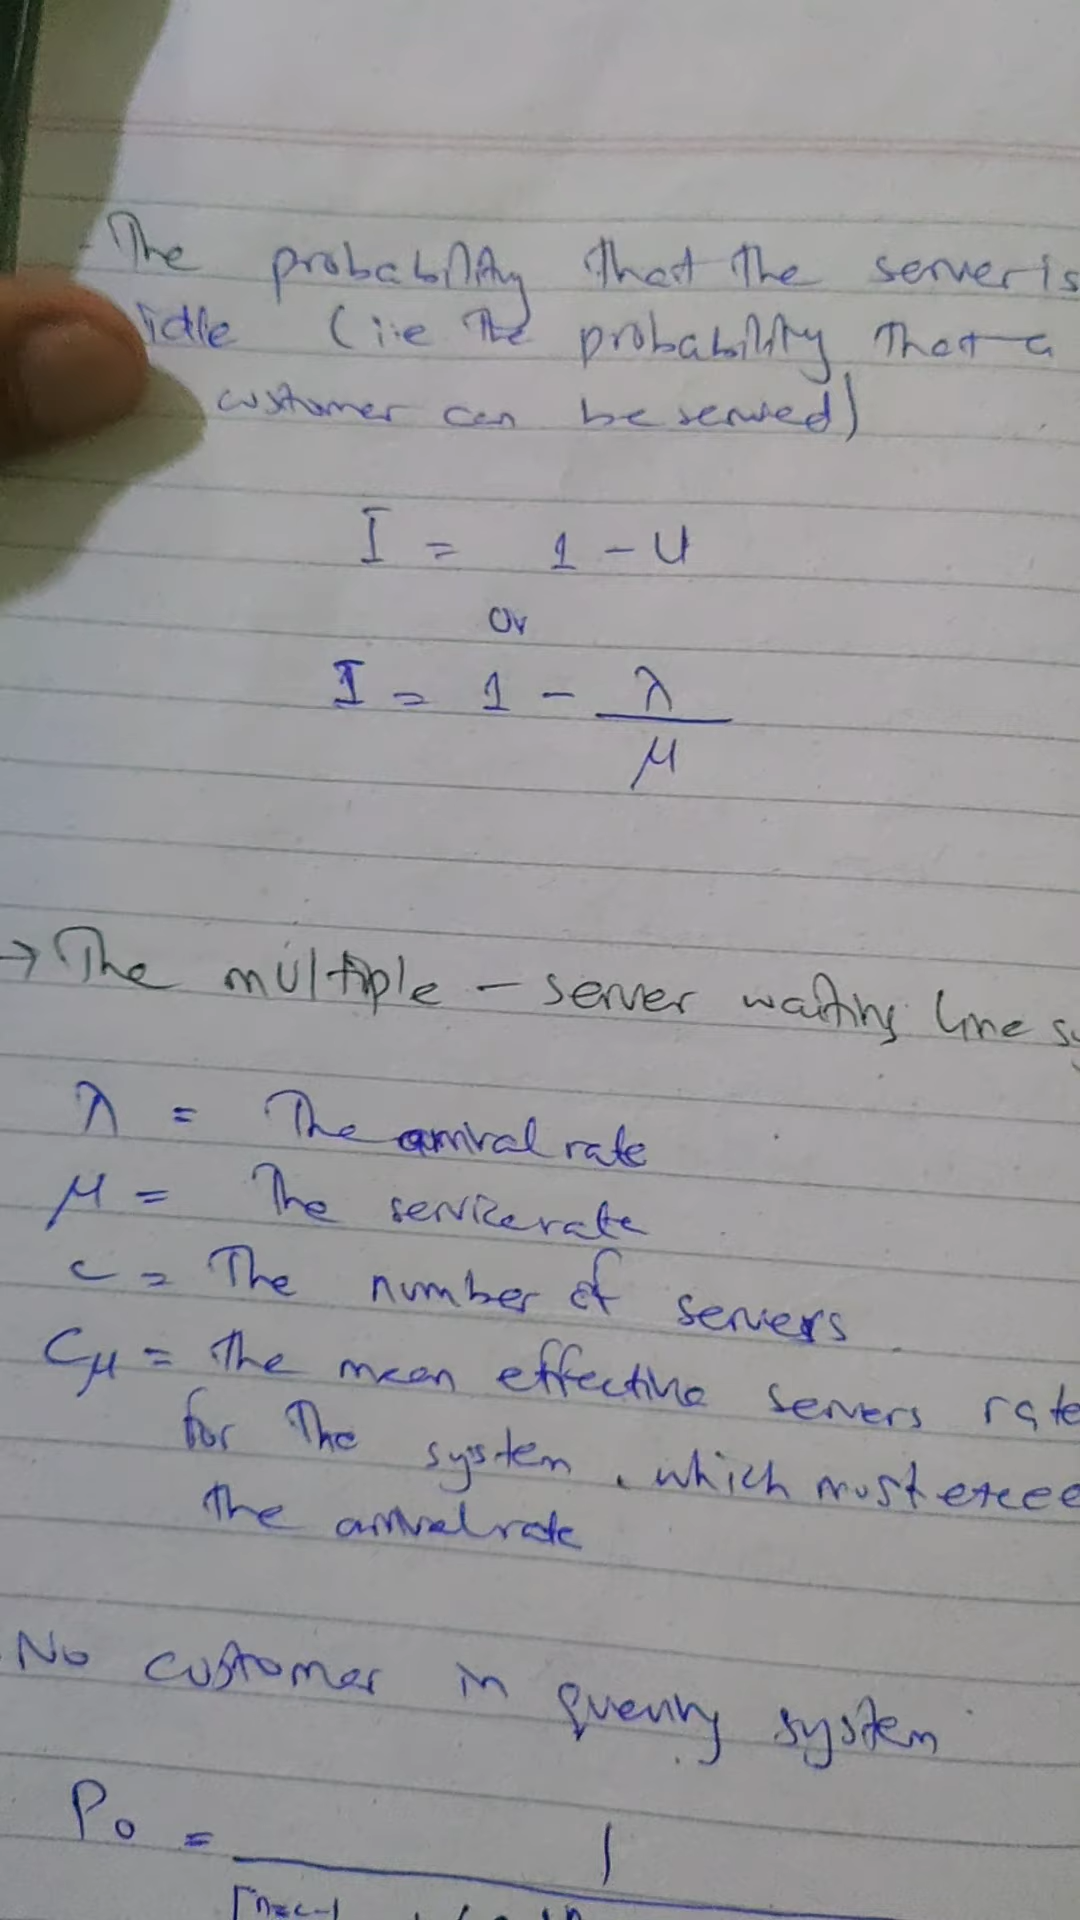 - The probability that the server is
idle (i.e the probability that a
customer can be served)
I = 1 - U
or
I = 1 - λ
μ
→ The multiple - server waiting line
λ = The arrival rate
μ = The service rate
c = The number of servers
Cμ = the mean effective servers rate
for the system, which must excee
the arrival rate
No customer in queuing system
P0 = 1
[n=c-1